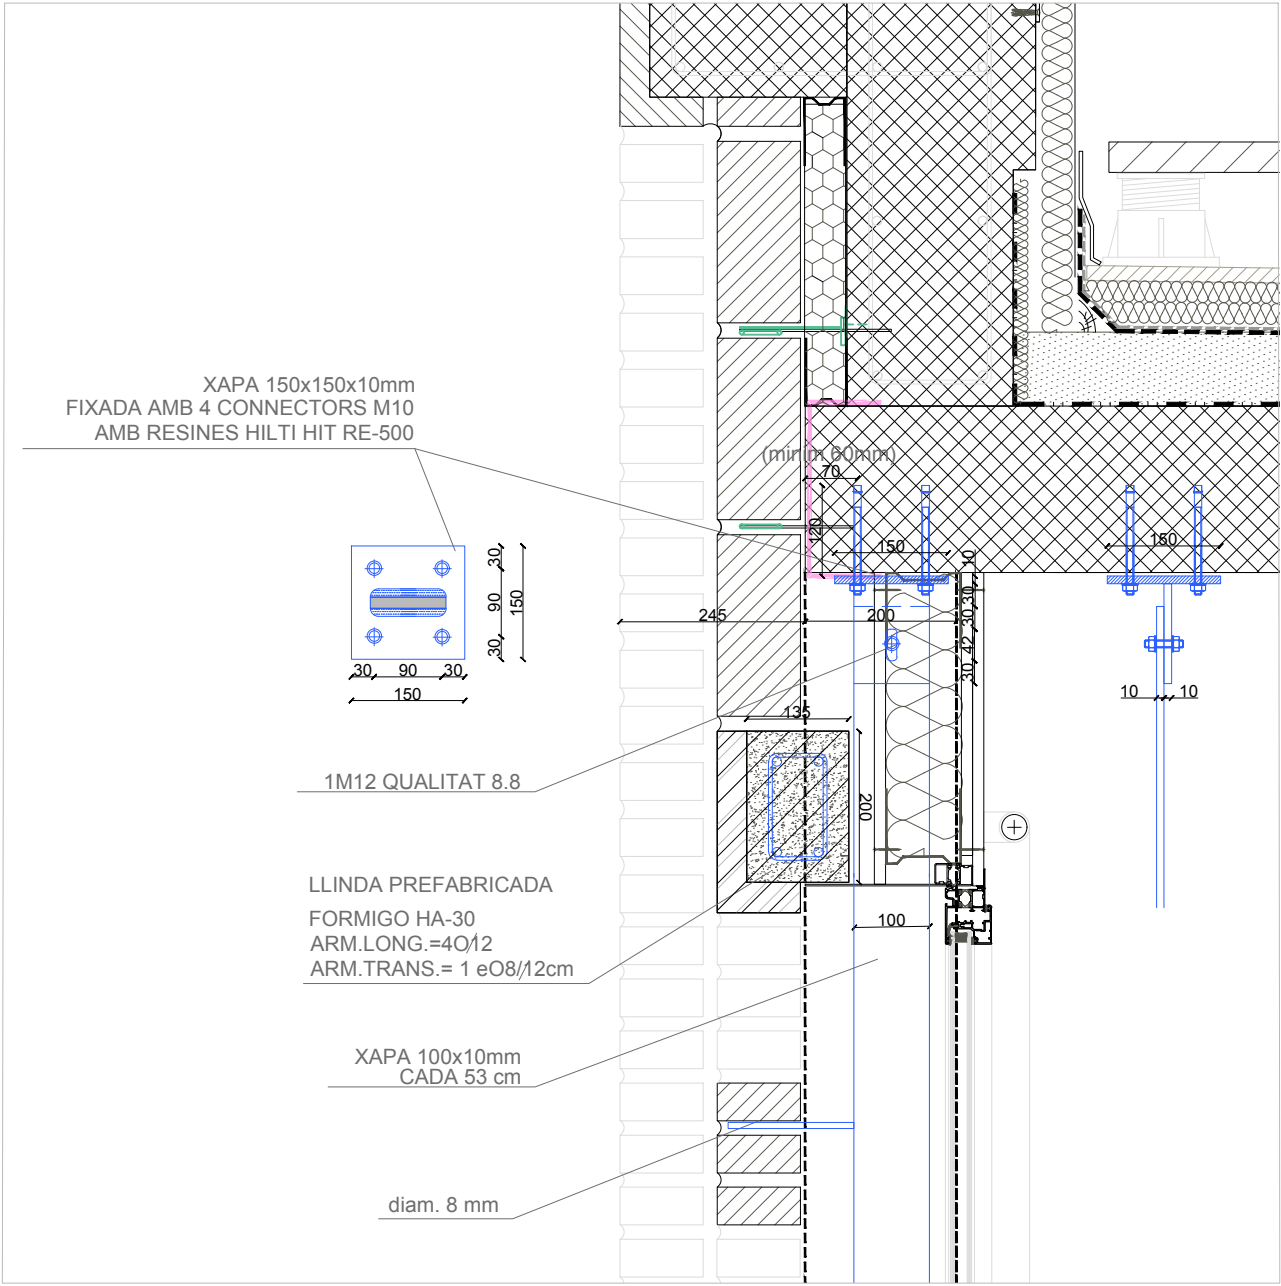 XAPA 150x150x10mm
FIXADA AMB 4 CONNECTORS M10
AMB RESINES HILTI HIT RE-500
(minim 60mm)
70
120
150
150
10
30
30
42
30
245
200
10
10
30
90
30
150
30
90
30
150
135
200
1M12 QUALITAT 8.8
LLINDA PREFABRICADA
FORMIGO HA-30
ARM.LONG.=4O/12
ARM.TRANS.= 1 eO8/12cm
100
XAPA 100x10mm
CADA 53 cm
diam. 8 mm